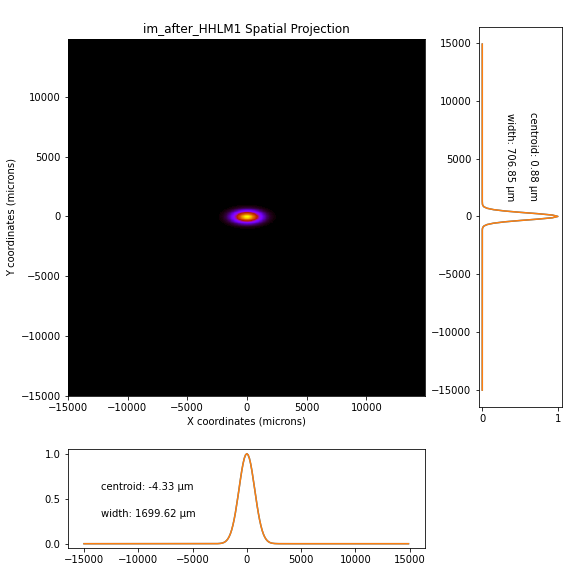 im_after_HHLM1 Spatial Projection
Y coordinates (microns)
10000
5000
0
−5000
−10000
−15000
−15000 −10000 −5000 0 5000 10000
X coordinates (microns)
15000
10000
5000
0
−5000
−10000
−15000
0 1
centroid: 0.88 μm
width: 706.85 μm
1.0
0.5
0.0
centroid: -4.33 μm
width: 1699.62 μm
−15000 −10000 −5000 0 5000 10000 15000